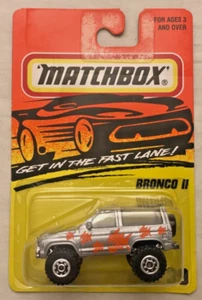 FOR AGES 3
AND OVER
MATCHBOX
GET IN THE FAST LANE!
BRONCO II